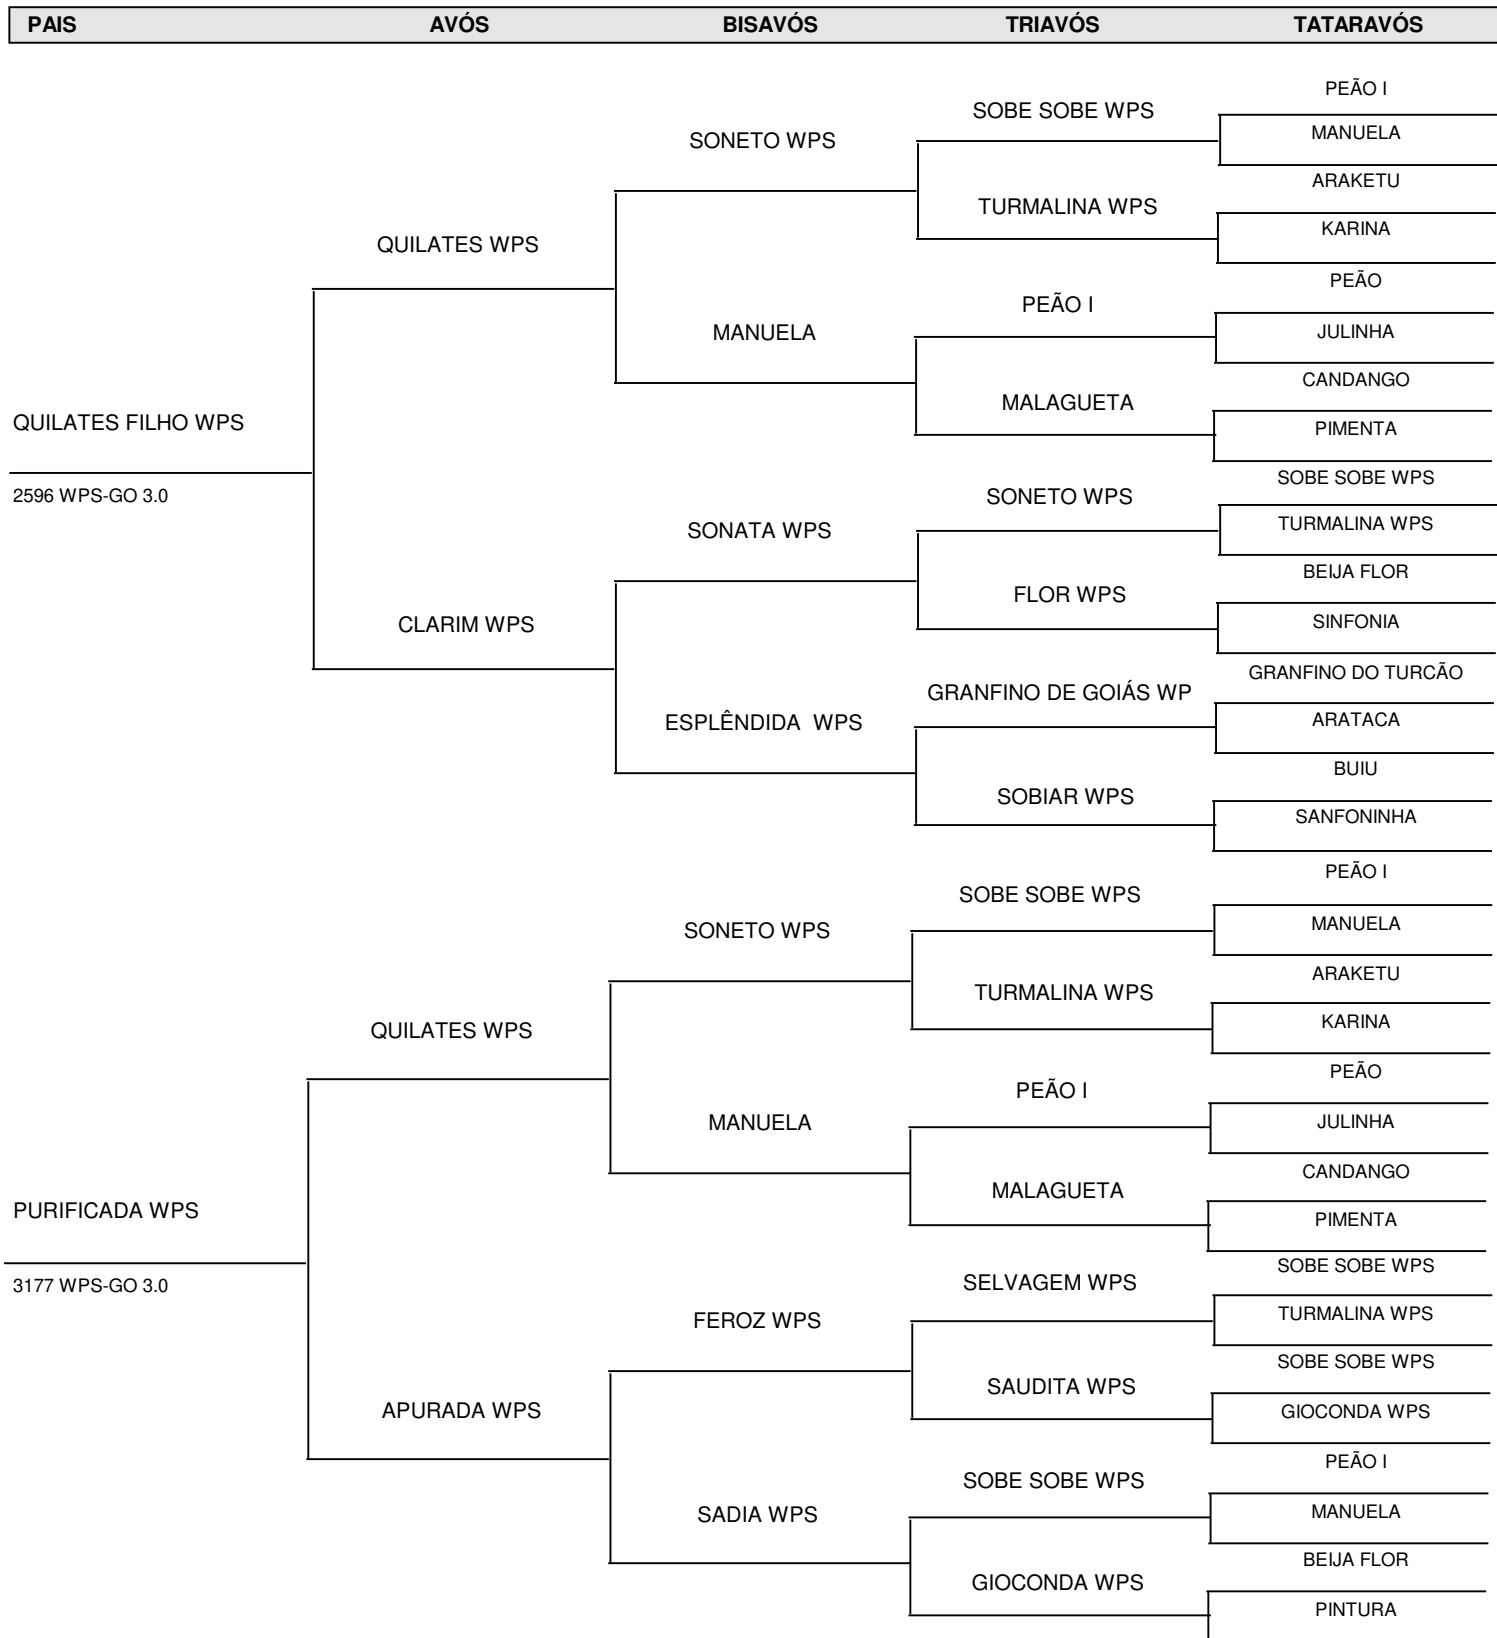 PAIS AVÓS BISAVÓS TRIAVÓS TATARAVÓS
PEÃO I
SOBE SOBE WPS
MANUELA
SONETO WPS
ARAKETU
TURMALINA WPS
KARINA
QUILATES WPS
PEÃO
PEÃO I
JULINHA
MANUELA
CANDANGO
MALAGUETA
PIMENTA
QUILATES FILHO WPS
2596 WPS-GO 3.0
SOBE SOBE WPS
SONETO WPS
TURMALINA WPS
SONATA WPS
BEIJA FLOR
FLOR WPS
SINFONIA
CLARIM WPS
GRANFINO DO TURCÃO
GRANFINO DE GOIÁS WP
ARATACA
ESPLÊNDIDA  WPS
BUIU
SOBIAR WPS
SANFONINHA
PEÃO I
SOBE SOBE WPS
MANUELA
SONETO WPS
ARAKETU
TURMALINA WPS
KARINA
QUILATES WPS
PEÃO
PEÃO I
JULINHA
MANUELA
CANDANGO
MALAGUETA
PIMENTA
PURIFICADA WPS
3177 WPS-GO 3.0
SOBE SOBE WPS
SELVAGEM WPS
TURMALINA WPS
FEROZ WPS
SOBE SOBE WPS
SAUDITA WPS
GIOCONDA WPS
APURADA WPS
PEÃO I
SOBE SOBE WPS
MANUELA
SADIA WPS
BEIJA FLOR
GIOCONDA WPS
PINTURA